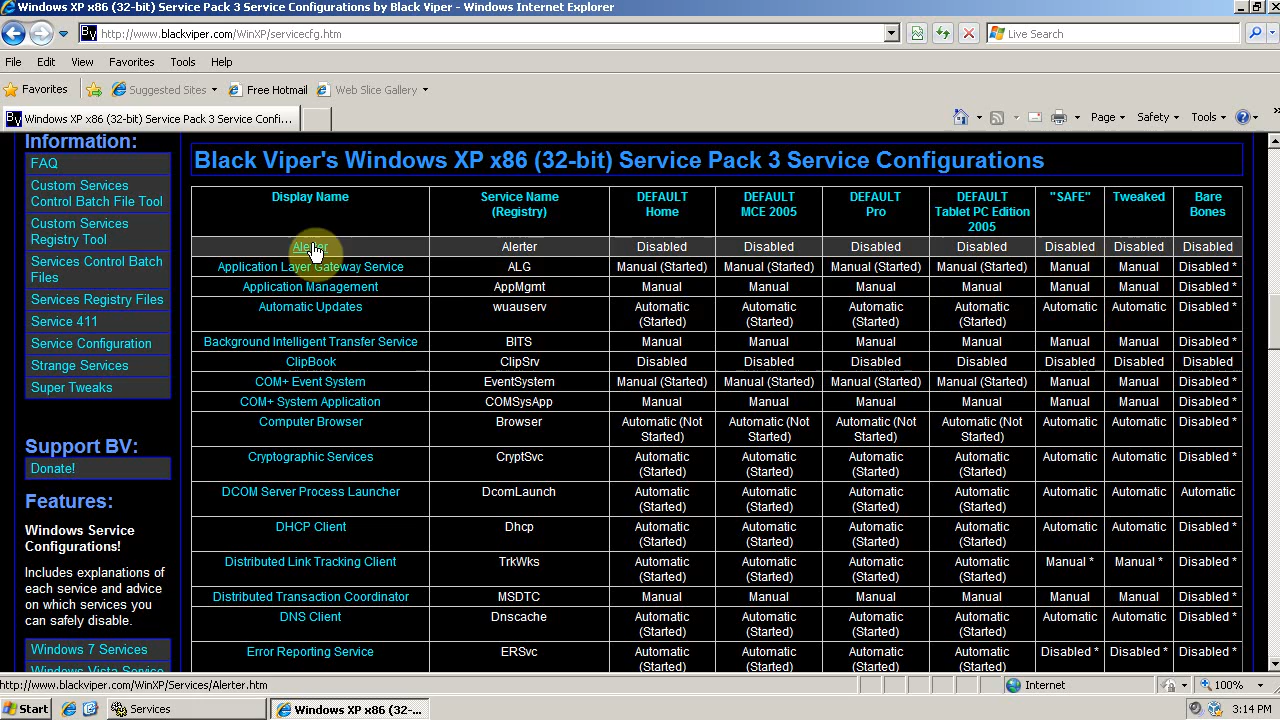 Windows XP x86 (32-bit) Service Pack 3 Service Configurations by Black Viper - Windows Internet Explorer
http://www.blackviper.com/WinXP/servicecfg.htm
Live Search
File Edit View Favorites Tools Help
Favorites Suggested Sites Free Hotmail Web Slice Gallery
By Windows XP x86 (32-bit) Service Pack 3 Service Confi... Page Safety Tools
Information:
FAQ
Custom Services
Control Batch File Tool
Custom Services
Registry Tool
Services Control Batch
Files
Services Registry Files
Service 411
Service Configuration
Strange Services
Super Tweaks
Support BV:
Donate!
Features:
Windows Service
Configurations!
Includes explanations of
each service and advice
on which services you
can safely disable.
Windows 7 Services
Windows Vista Service
Black Viper's Windows XP x86 (32-bit) Service Pack 3 Service Configurations
Display Name Service Name (Registry) DEFAULT Home DEFAULT MCE 2005 DEFAULT Pro DEFAULT Tablet PC Edition 2005 "SAFE" Tweaked Bare Bones
Alerter Alerter Disabled Disabled Disabled Disabled Disabled Disabled Disabled
Application Layer Gateway Service ALG Manual (Started) Manual (Started) Manual (Started) Manual (Started) Manual Manual Disabled *
Application Management AppMgmt Manual Manual Manual Manual Manual Manual Disabled *
Automatic Updates wuauserv Automatic (Started) Automatic (Started) Automatic (Started) Automatic (Started) Automatic Automatic Disabled *
Background Intelligent Transfer Service BITS Manual Manual Manual Manual Manual Manual Disabled *
ClipBook ClipSrv Disabled Disabled Disabled Disabled Disabled Disabled Disabled
COM+ Event System EventSystem Manual (Started) Manual (Started) Manual (Started) Manual (Started) Manual Manual Disabled *
COM+ System Application COMSysApp Manual Manual Manual Manual Manual Manual Disabled *
Computer Browser Browser Automatic (Not Started) Automatic (Not Started) Automatic (Not Started) Automatic (Not Started) Automatic Automatic Disabled *
Cryptographic Services CryptSvc Automatic (Started) Automatic (Started) Automatic (Started) Automatic (Started) Automatic Automatic Disabled *
DCOM Server Process Launcher DcomLaunch Automatic (Started) Automatic (Started) Automatic (Started) Automatic (Started) Automatic Automatic Automatic
DHCP Client Dhcp Automatic (Started) Automatic (Started) Automatic (Started) Automatic (Started) Automatic Automatic Disabled *
Distributed Link Tracking Client TrkWks Automatic (Started) Automatic (Started) Automatic (Started) Automatic (Started) Manual * Manual * Disabled *
Distributed Transaction Coordinator MSDTC Manual Manual Manual Manual Manual Manual Disabled *
DNS Client Dnscache Automatic (Started) Automatic (Started) Automatic (Started) Automatic (Started) Automatic Automatic Disabled *
Error Reporting Service ERSvc Automatic (Started) Automatic (Started) Automatic (Started) Automatic (Started) Disabled * Disabled * Disabled *
http://www.blackviper.com/WinXP/Services/Alerter.htm Internet 100%
Start Services Windows XP x86 (32-... 3:14 PM